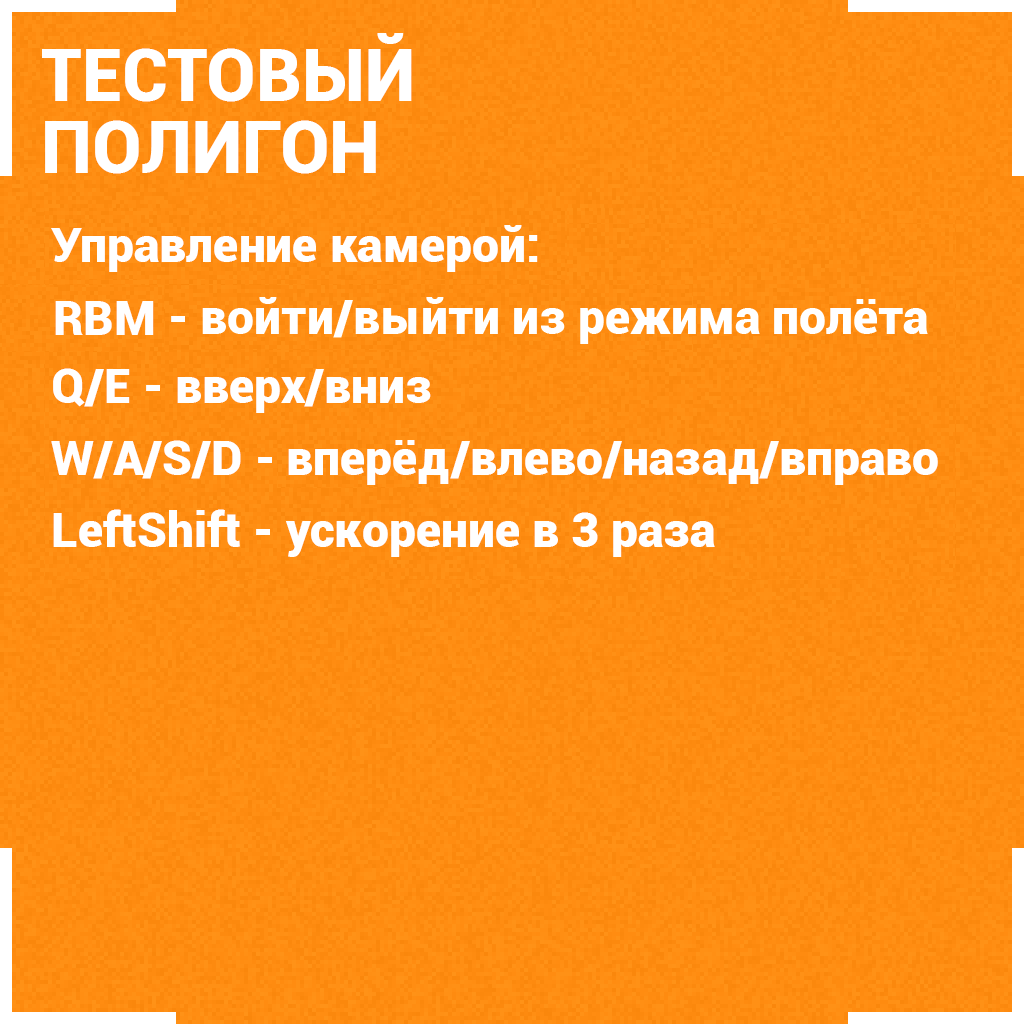 ТЕСТОВЫЙ
ПОЛИГОН
Управление камерой:
RBM - войти/выйти из режима полёта
Q/E - вверх/вниз
W/A/S/D - вперёд/влево/назад/вправо
LeftShift - ускорение в 3 раза